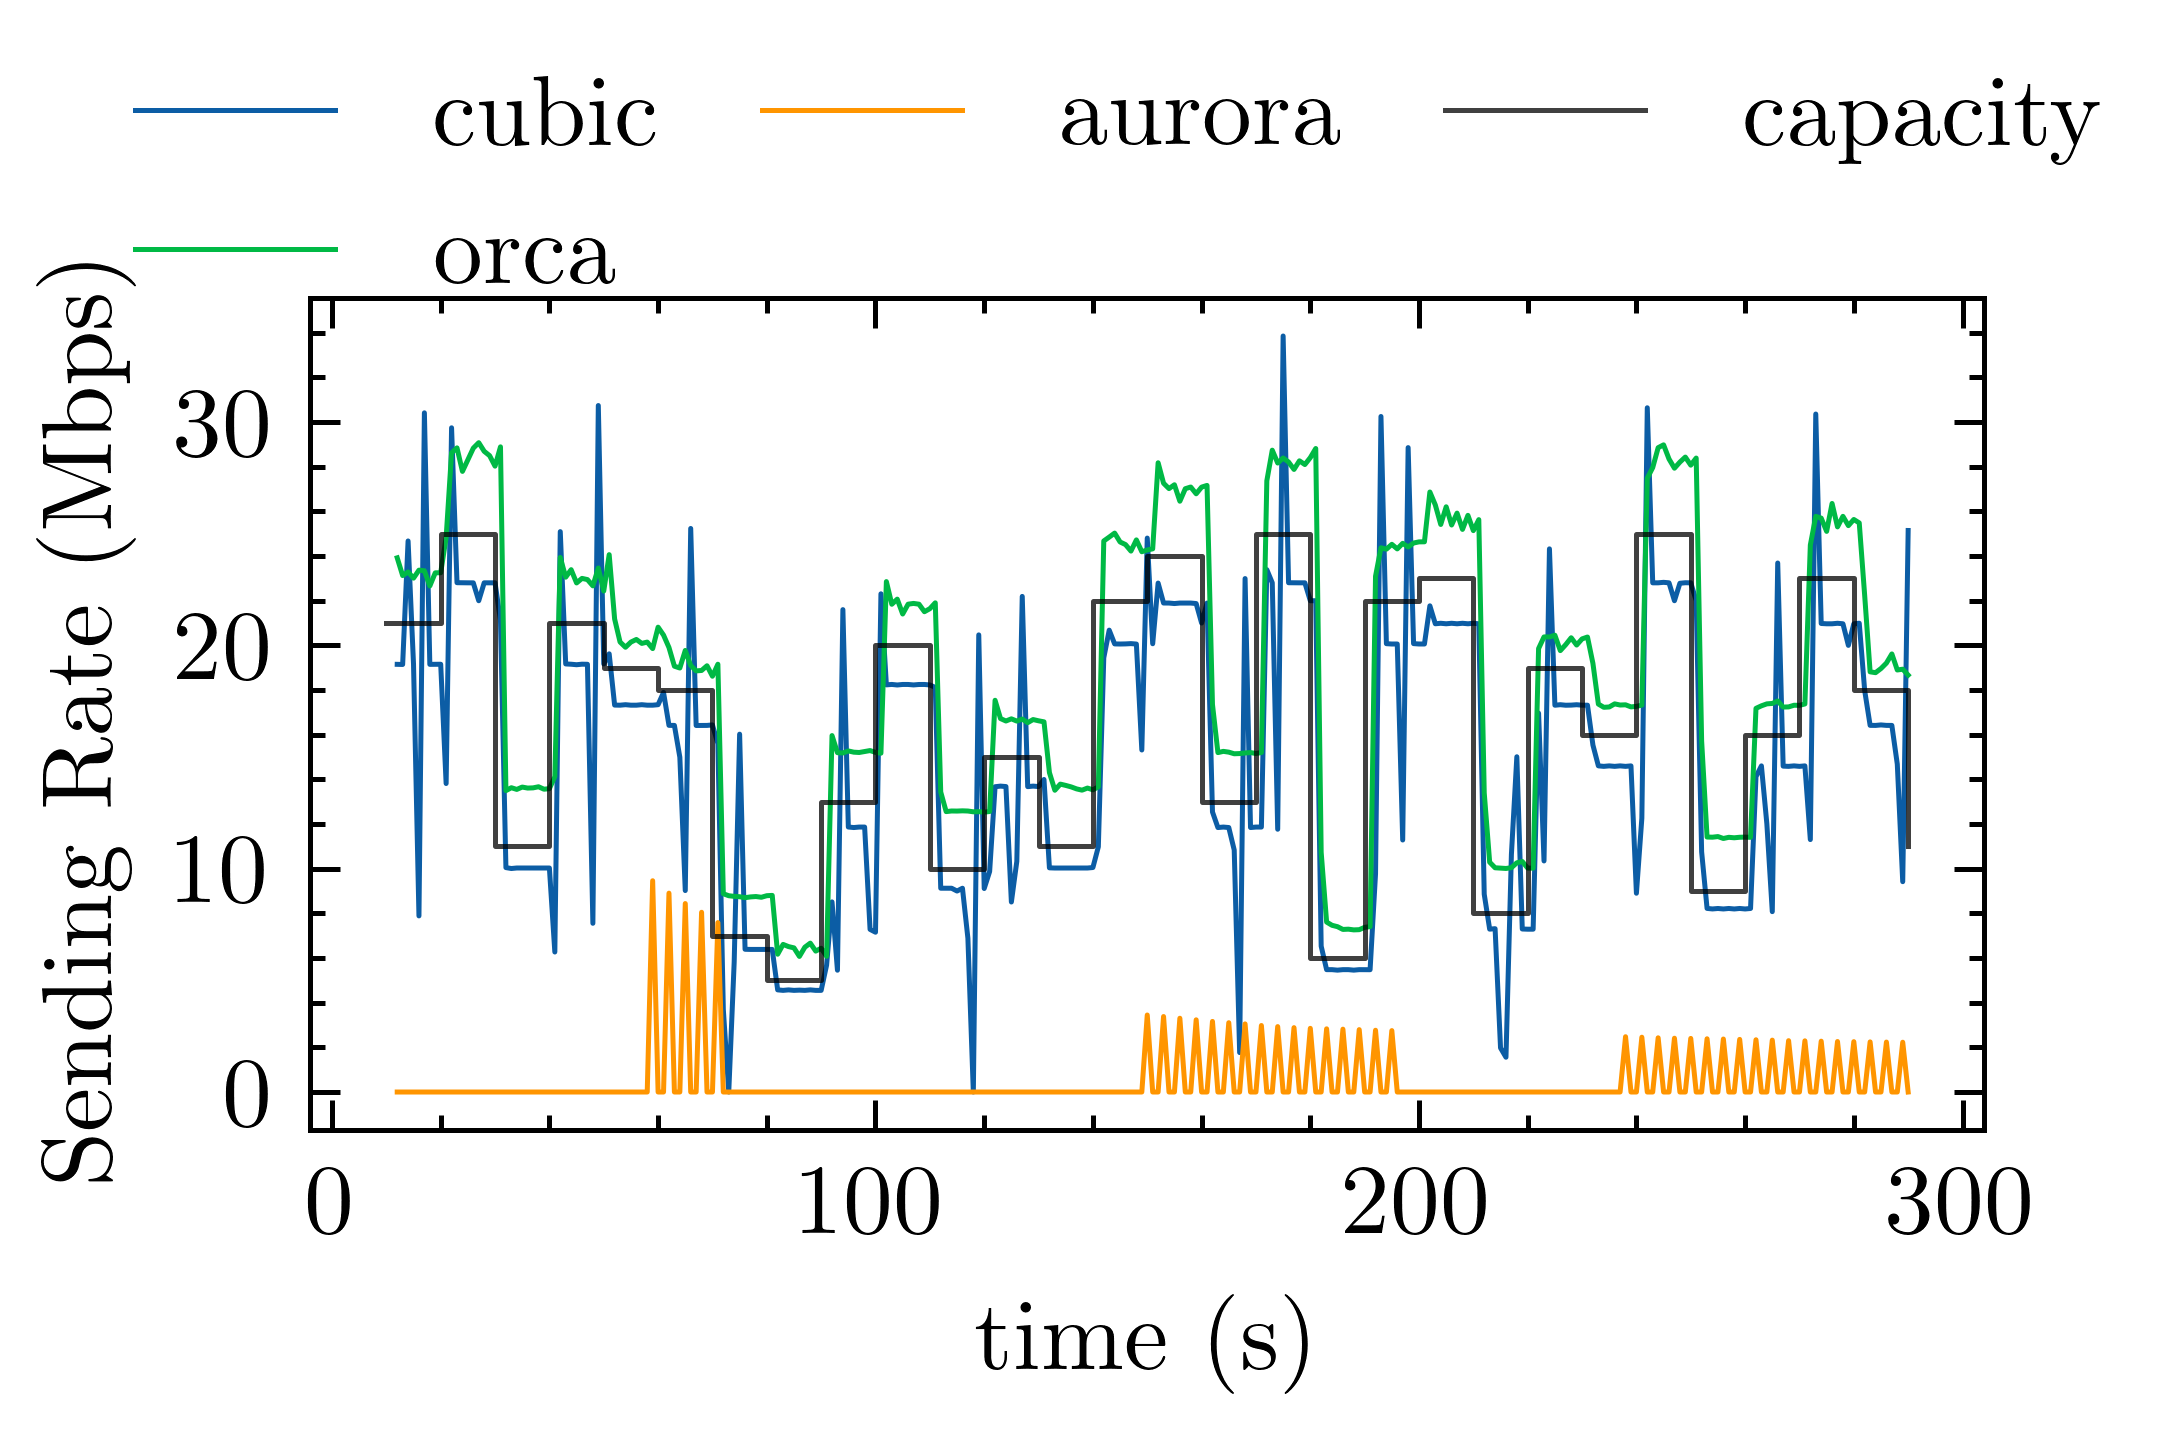 cubic aurora capacity
orca
Sending Rate (Mbps)
30
20
10
0
0 100 200 300
time (s)